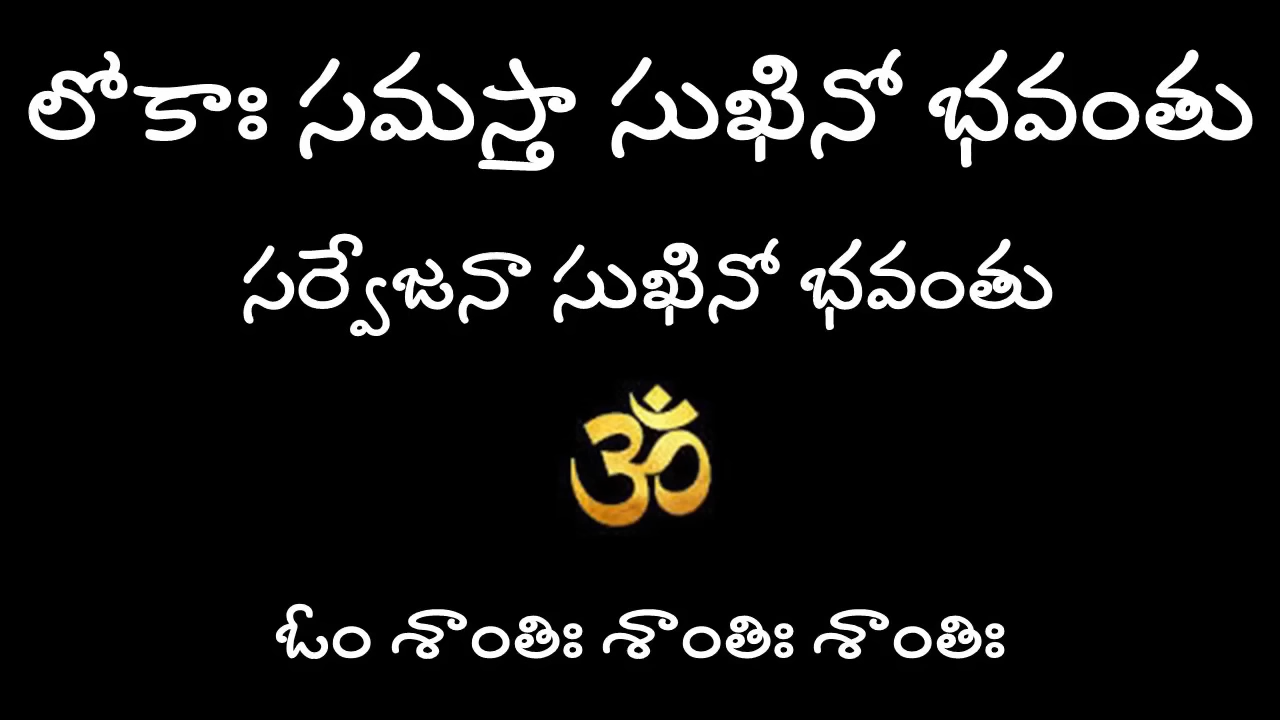 లోకాః సమస్తా సుఖినో భవంతు
సర్వేజనా సుఖినో భవంతు
ॐ
ఓం శాంతిః శాంతిః శాంతిః